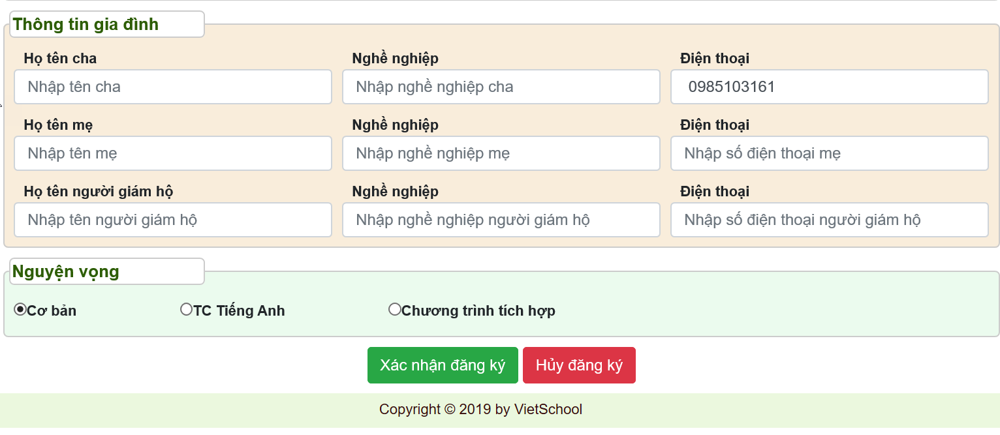 Thông tin gia đình
Họ tên cha Nghề nghiệp Điện thoại
Nhập tên cha Nhập nghề nghiệp cha 0985103161
Họ tên mẹ Nghề nghiệp Điện thoại
Nhập tên mẹ Nhập nghề nghiệp mẹ Nhập số điện thoại mẹ
Họ tên người giám hộ Nghề nghiệp Điện thoại
Nhập tên người giám hộ Nhập nghề nghiệp người giám hộ Nhập số điện thoại người giám hộ
Nguyện vọng
Cơ bản TC Tiếng Anh Chương trình tích hợp
Xác nhận đăng ký Hủy đăng ký
Copyright © 2019 by VietSchool